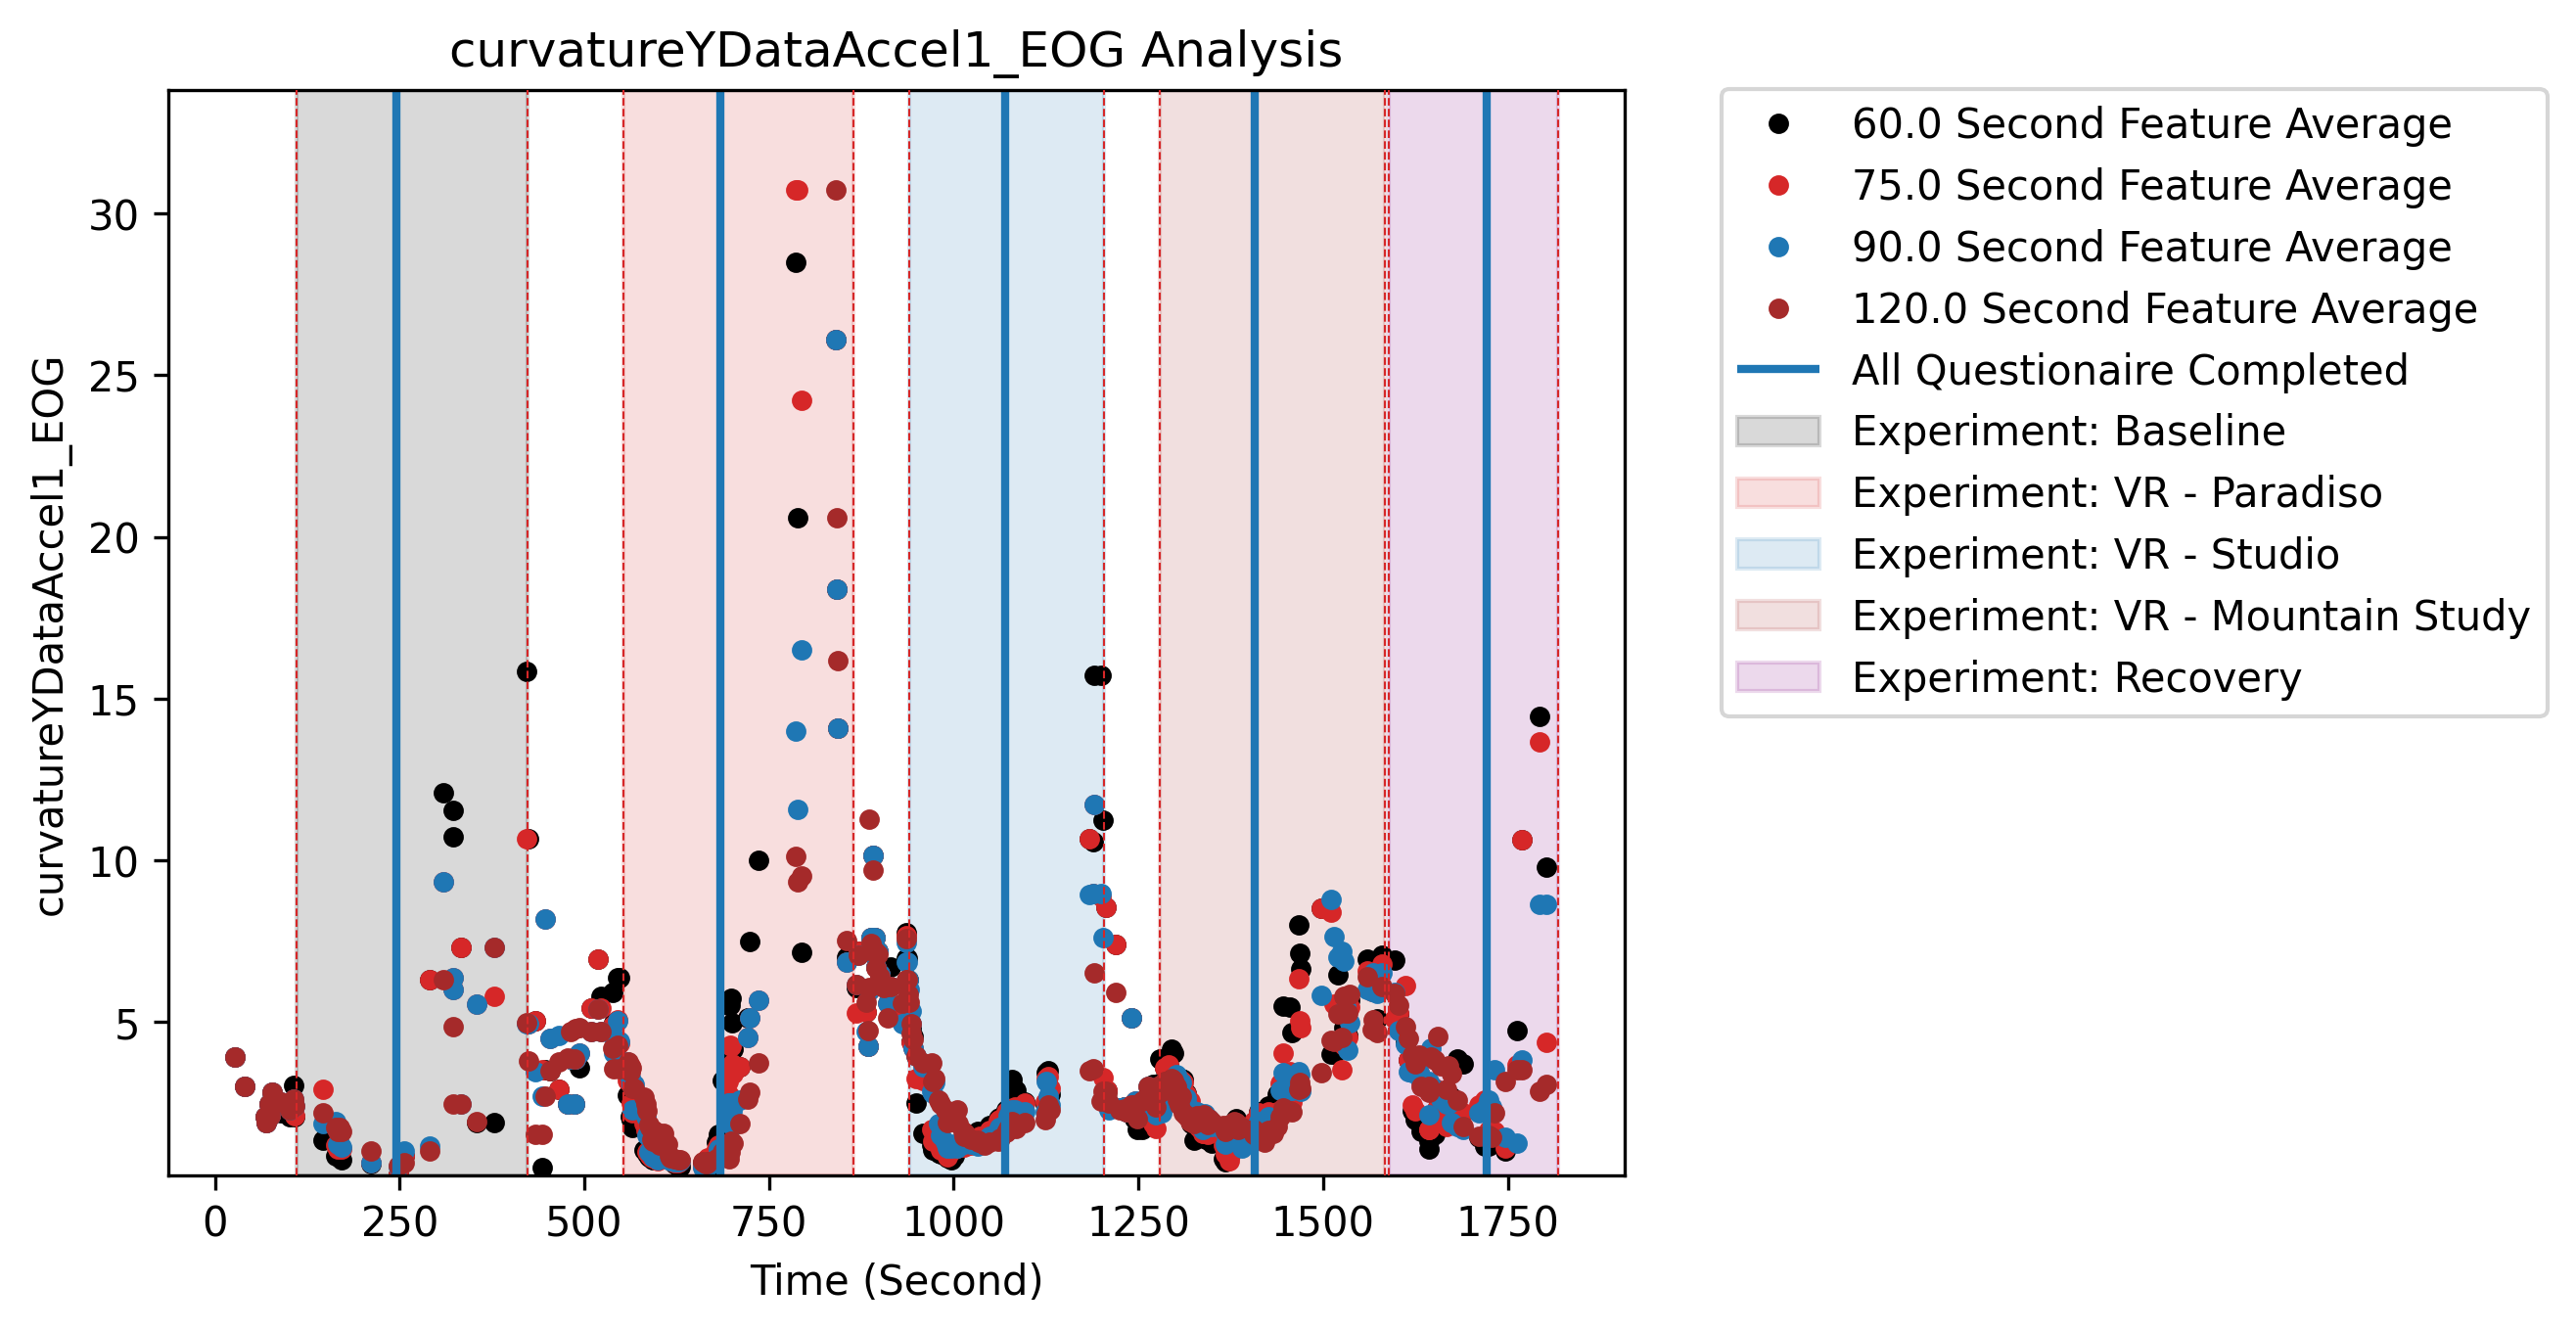 curvatureYDataAccel1_EOG Analysis
curvatureYDataAccel1_EOG
30
25
20
15
10
5
0
250
500
750
1000
1250
1500
1750
Time (Second)
60.0 Second Feature Average
75.0 Second Feature Average
90.0 Second Feature Average
120.0 Second Feature Average
All Questionaire Completed
Experiment: Baseline
Experiment: VR - Paradiso
Experiment: VR - Studio
Experiment: VR - Mountain Study
Experiment: Recovery